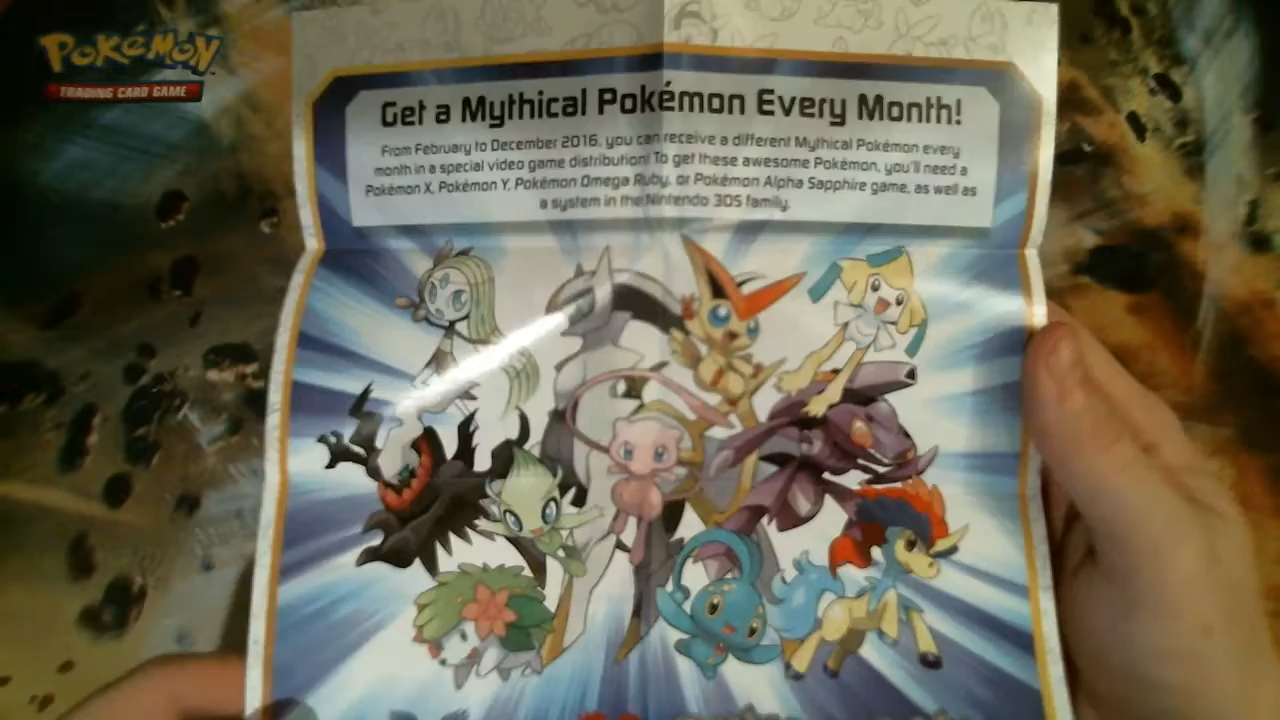 POKéMON
TRADING CARD GAME
Get a Mythical Pokémon Every Month!
From February to December 2016, you can receive a different Mythical Pokémon every
month in a special video game distribution! To get these awesome Pokémon, you'll need a
Pokémon X, Pokémon Y, Pokémon Omega Ruby, or Pokémon Alpha Sapphire game, as well as
a system in the Nintendo 3DS family.